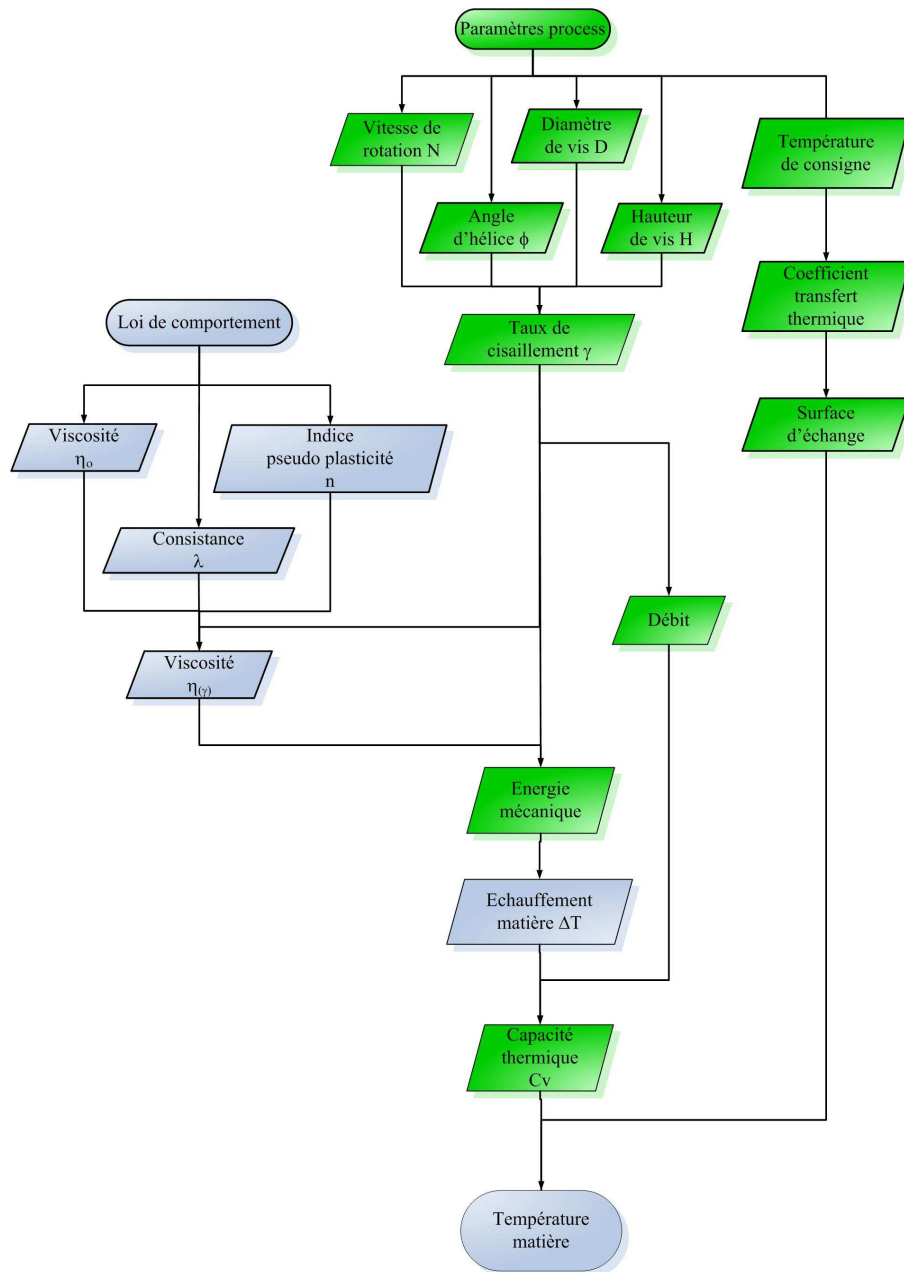 Paramètres process
Vitesse de
rotation N
Diamètre
de vis D
Température
de consigne
Angle
d'hélice ϕ
Hauteur
de vis H
Coefficient
transfert
thermique
Loi de comportement
Taux de
cisaillement γ
Surface
d'échange
Viscosité
ηo
Indice
pseudo plasticité
n
Consistance
λ
Débit
Viscosité
η(γ)
Energie
mécanique
Echauffement
matière ΔT
Capacité
thermique
Cv
Température
matière